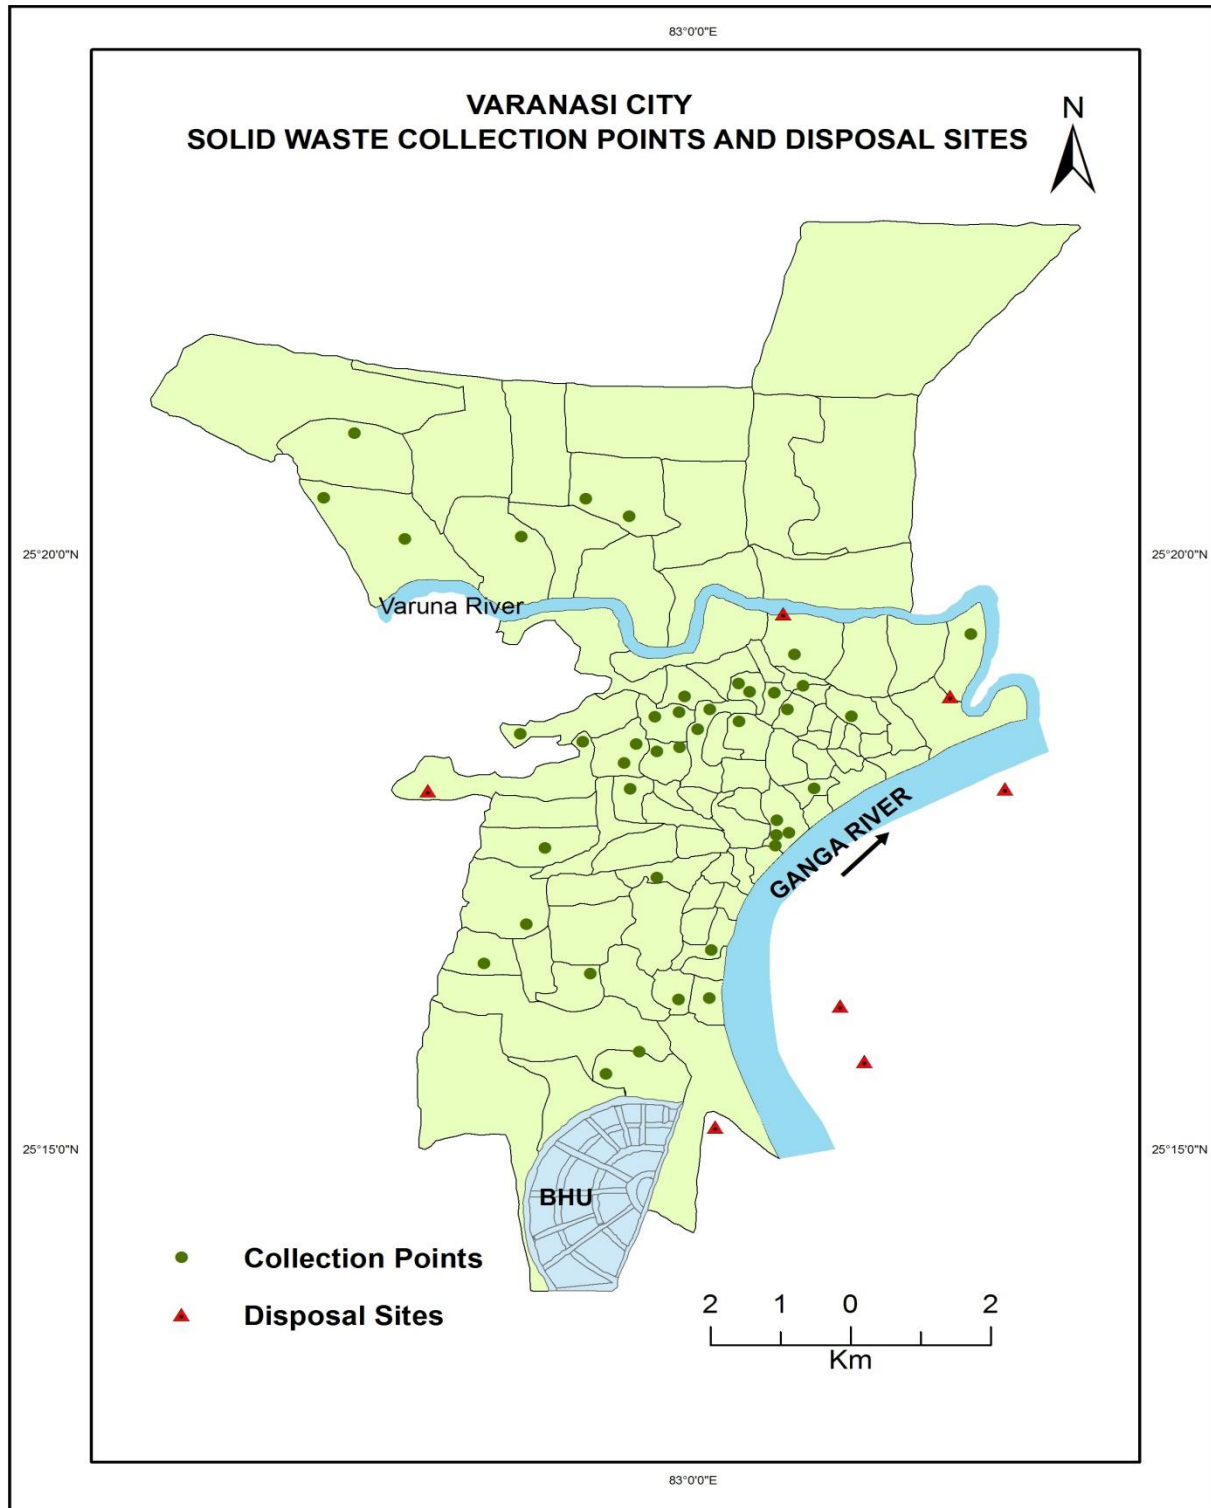 83°0'0"E
VARANASI CITY
SOLID WASTE COLLECTION POINTS AND DISPOSAL SITES
N
25°20'0"N
25°20'0"N
Varuna River
GANGA RIVER
25°15'0"N
25°15'0"N
BHU
Collection Points
Disposal Sites
2 1 0 2
Km
83°0'0"E